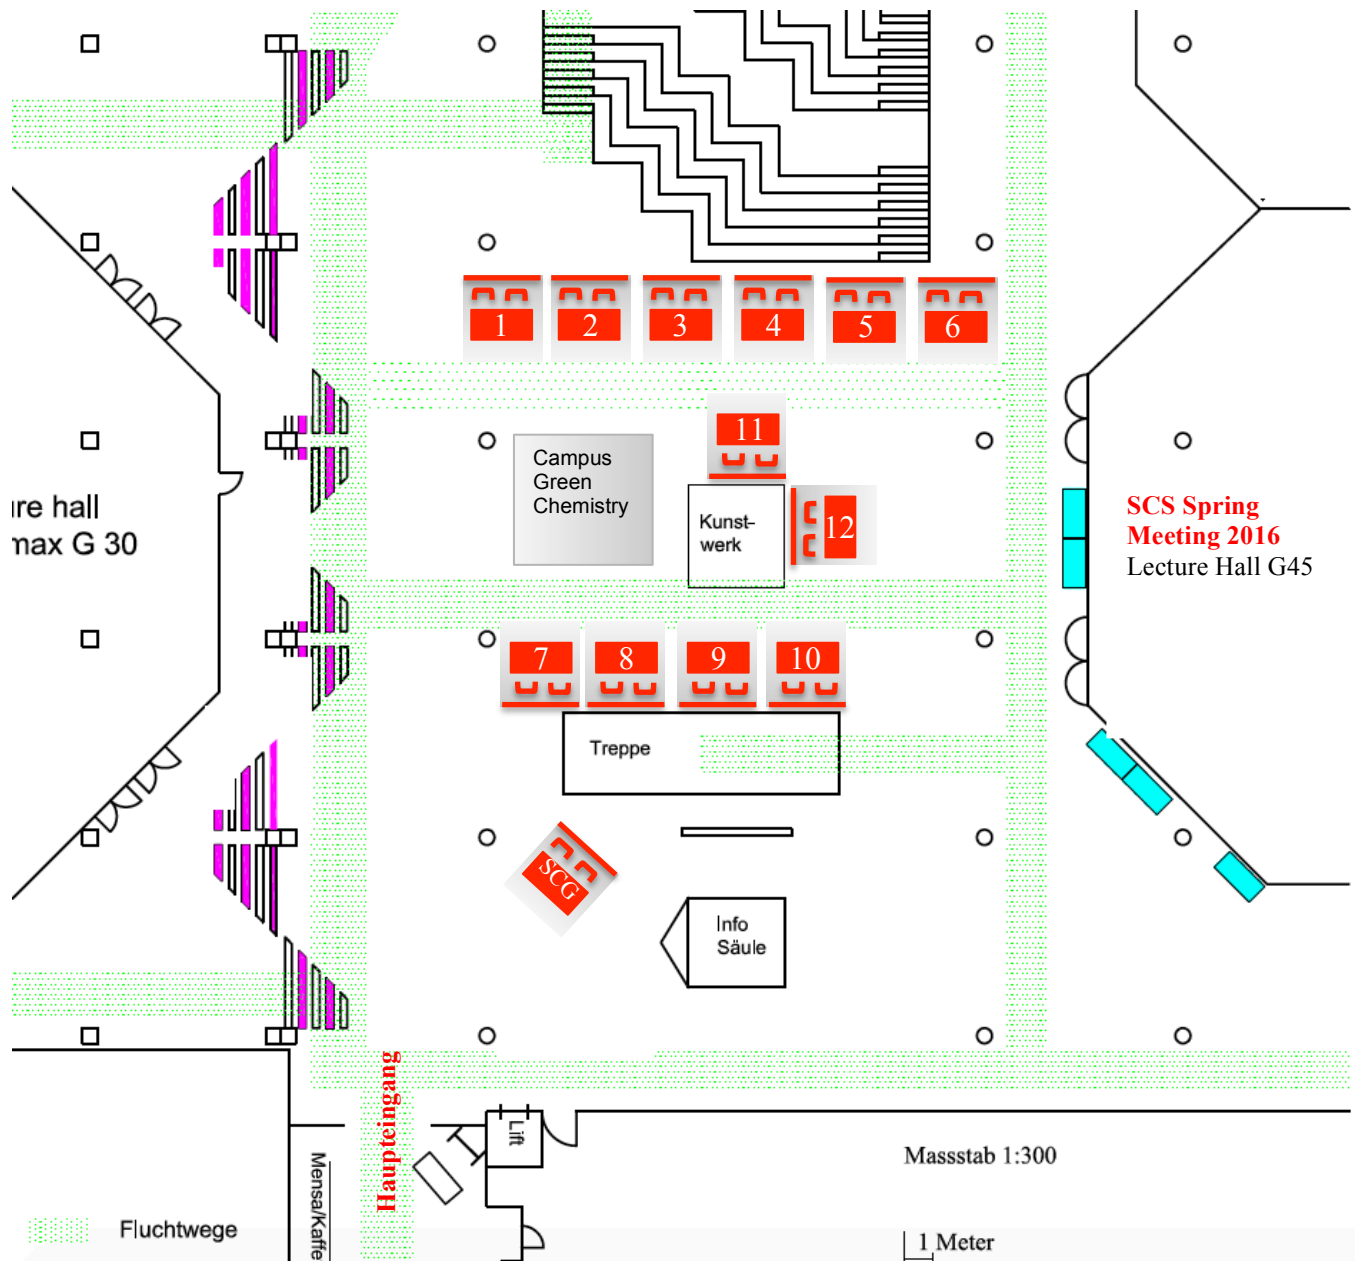 1 2 3 4 5 6
11
Campus
Green
Chemistry
Kunst-
werk
12
ure hall
max G 30
SCS Spring
Meeting 2016
Lecture Hall G45
7 8 9 10
Treppe
SCG
Info
Säule
Haupteingang
Lift
Mensa/Kaffe
Massstab 1:300
Fluchtwege
1 Meter